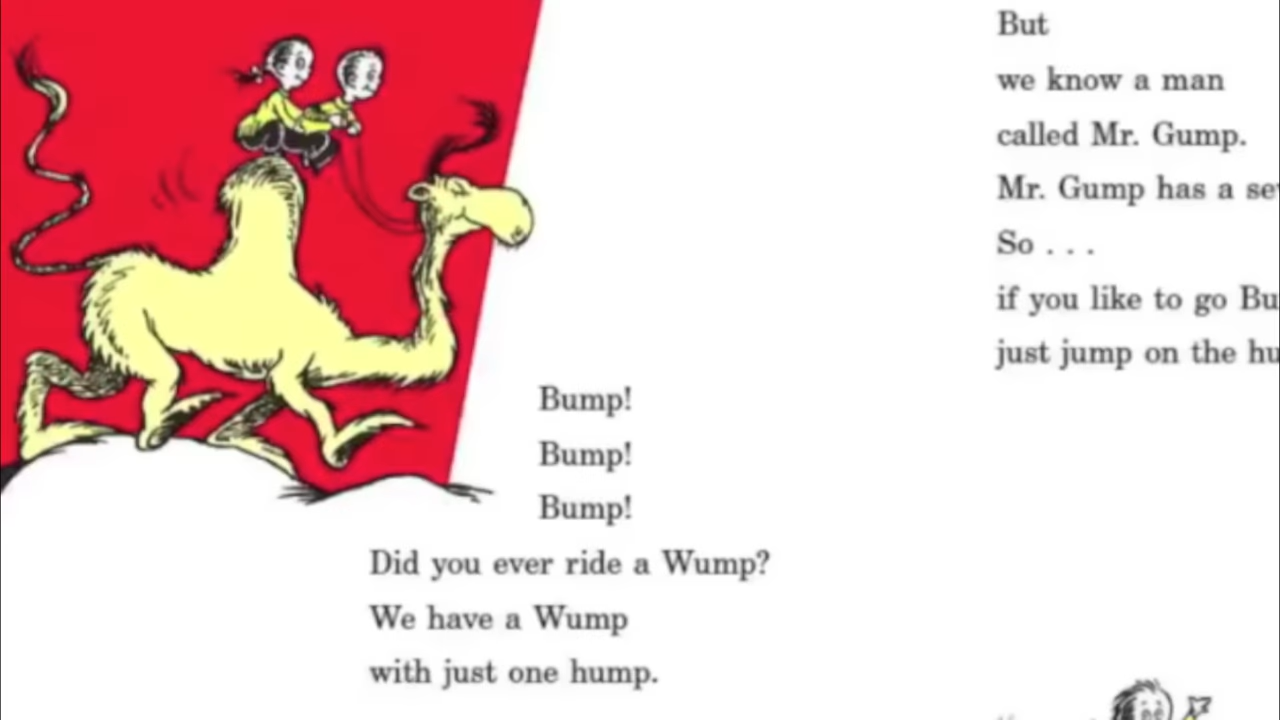 Bump!
Bump!
Bump!
Did you ever ride a Wump?
We have a Wump
with just one hump.
But
we know a man
called Mr. Gump.
Mr. Gump has a
So . . .
if you like to go
just jump on the